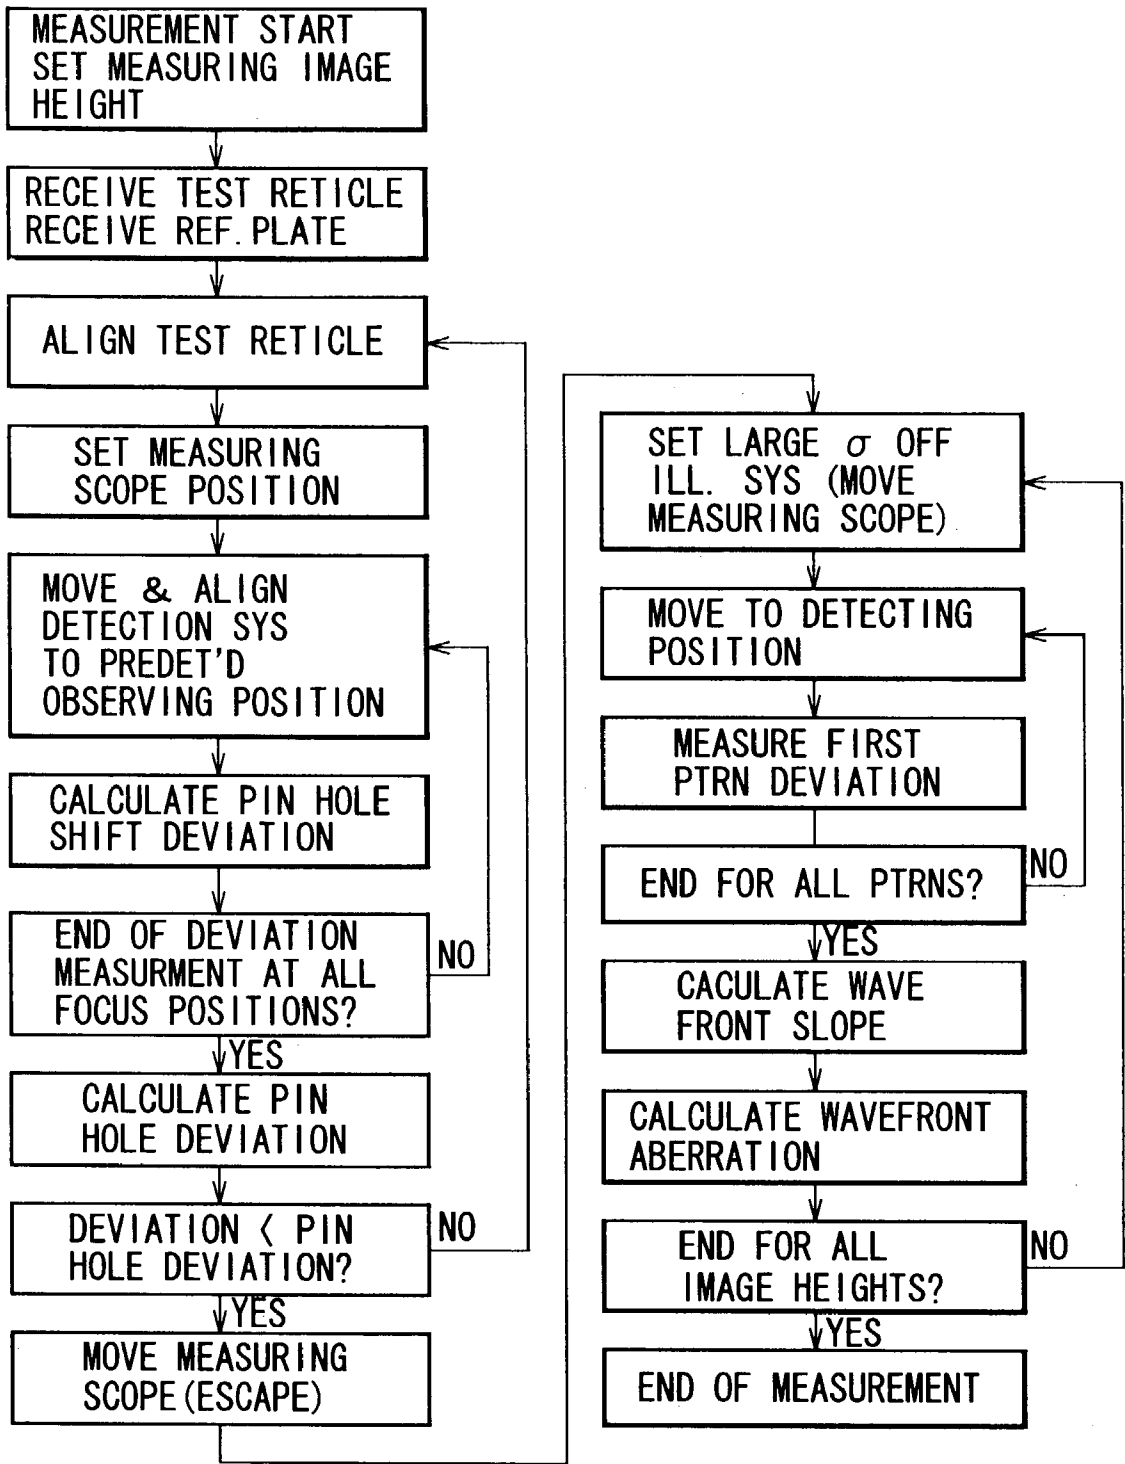 MEASUREMENT START
SET MEASURING IMAGE
HEIGHT
RECEIVE TEST RETICLE
RECEIVE REF. PLATE
ALIGN TEST RETICLE
SET MEASURING
SCOPE POSITION
MOVE & ALIGN
DETECTION SYS
TO PREDET'D
OBSERVING POSITION
CALCULATE PIN HOLE
SHIFT DEVIATION
END OF DEVIATION
MEASURMENT AT ALL
FOCUS POSITIONS?
NO
YES
CALCULATE PIN
HOLE DEVIATION
DEVIATION < PIN
HOLE DEVIATION?
NO
YES
MOVE MEASURING
SCOPE (ESCAPE)
SET LARGE σ OFF
ILL. SYS (MOVE
MEASURING SCOPE)
MOVE TO DETECTING
POSITION
MEASURE FIRST
PTRN DEVIATION
END FOR ALL PTRNS?
NO
YES
CACULATE WAVE
FRONT SLOPE
CALCULATE WAVEFRONT
ABERRATION
END FOR ALL
IMAGE HEIGHTS?
NO
YES
END OF MEASUREMENT